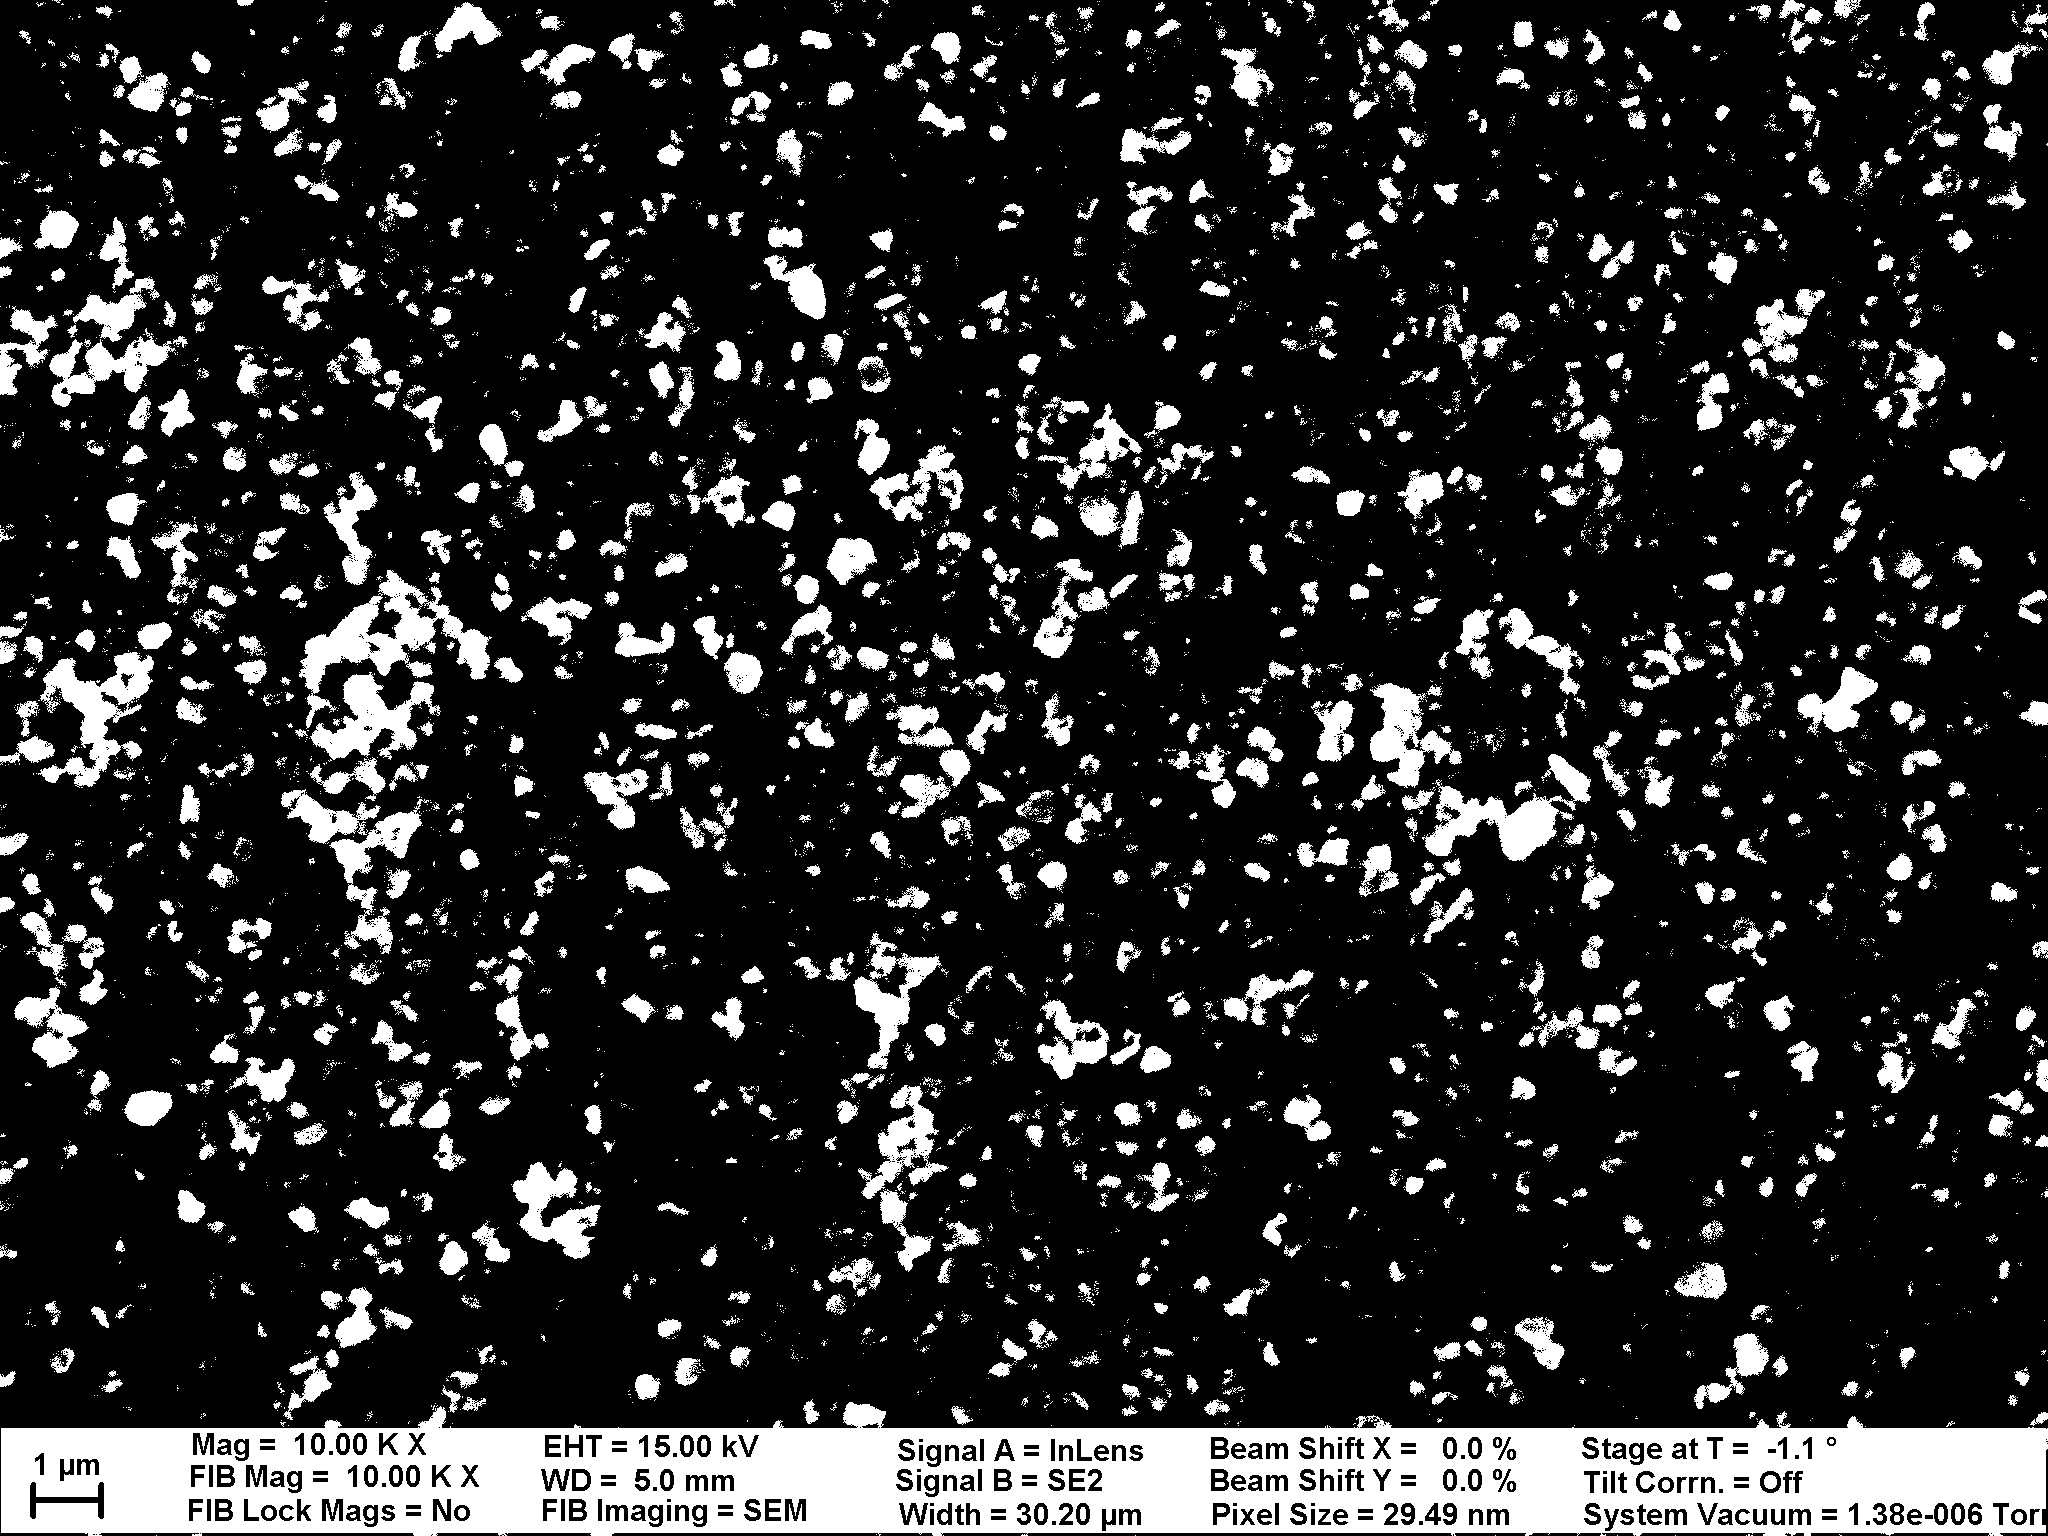 1 µm
Mag = 10.00 K X
FIB Mag = 10.00 K X
FIB Lock Mags = No
EHT = 15.00 kV
WD = 5.0 mm
FIB Imaging = SEM
Signal A = InLens
Signal B = SE2
Width = 30.20 µm
Beam Shift X = 0.0 %
Beam Shift Y = 0.0 %
Pixel Size = 29.49 nm
Stage at T = -1.1 °
Tilt Corrn. = Off
System Vacuum = 1.38e-006 Torr